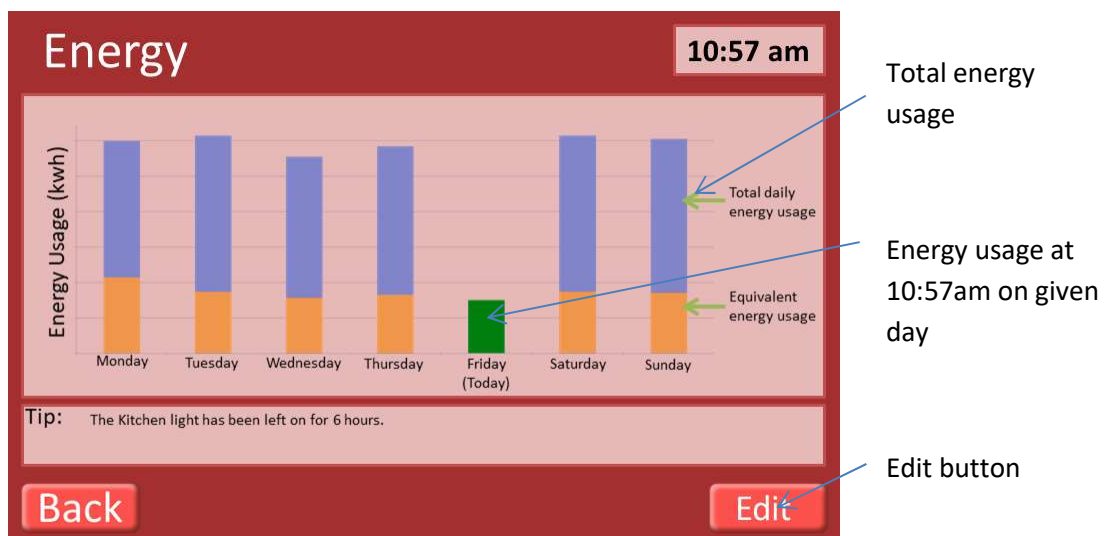 Energy
10:57 am
Total energy
usage
Energy Usage (kwh)
Total daily
energy usage
Energy usage at
10:57am on given
day
Equivalent
energy usage
Monday
Tuesday
Wednesday
Thursday
Friday
(Today)
Saturday
Sunday
Tip:
The Kitchen light has been left on for 6 hours.
Edit button
Back
Edit